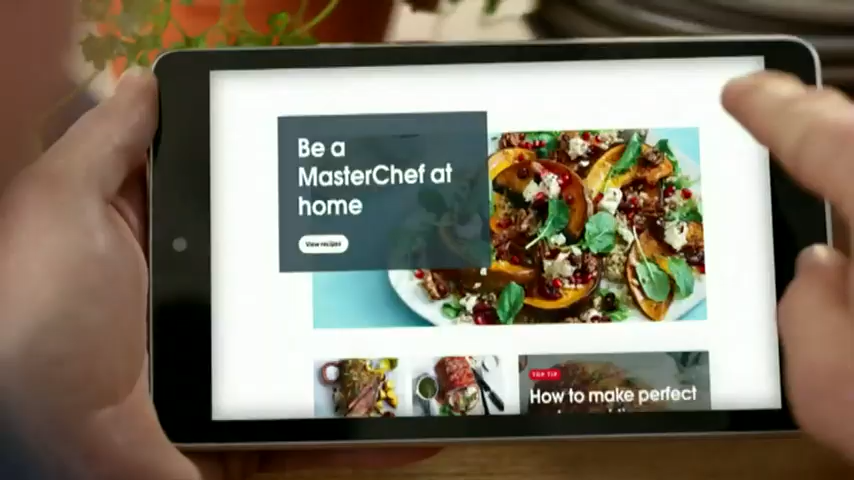 Be a
MasterChef at
home
View recipes
TOP TIP
How to make perfect